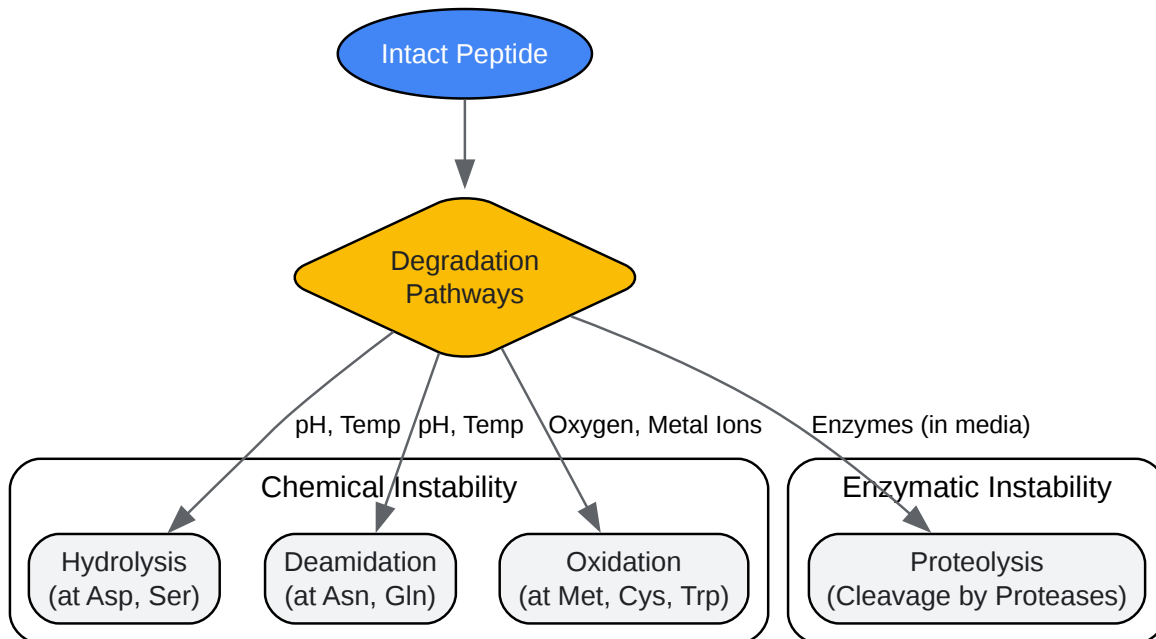 Intact Peptide
Degradation
Pathways
pH, Temp
pH, Temp
Oxygen, Metal Ions
Enzymes (in media)
Chemical Instability
Enzymatic Instability
Hydrolysis
(at Asp, Ser)
Deamidation
(at Asn, Gln)
Oxidation
(at Met, Cys, Trp)
Proteolysis
(Cleavage by Proteases)